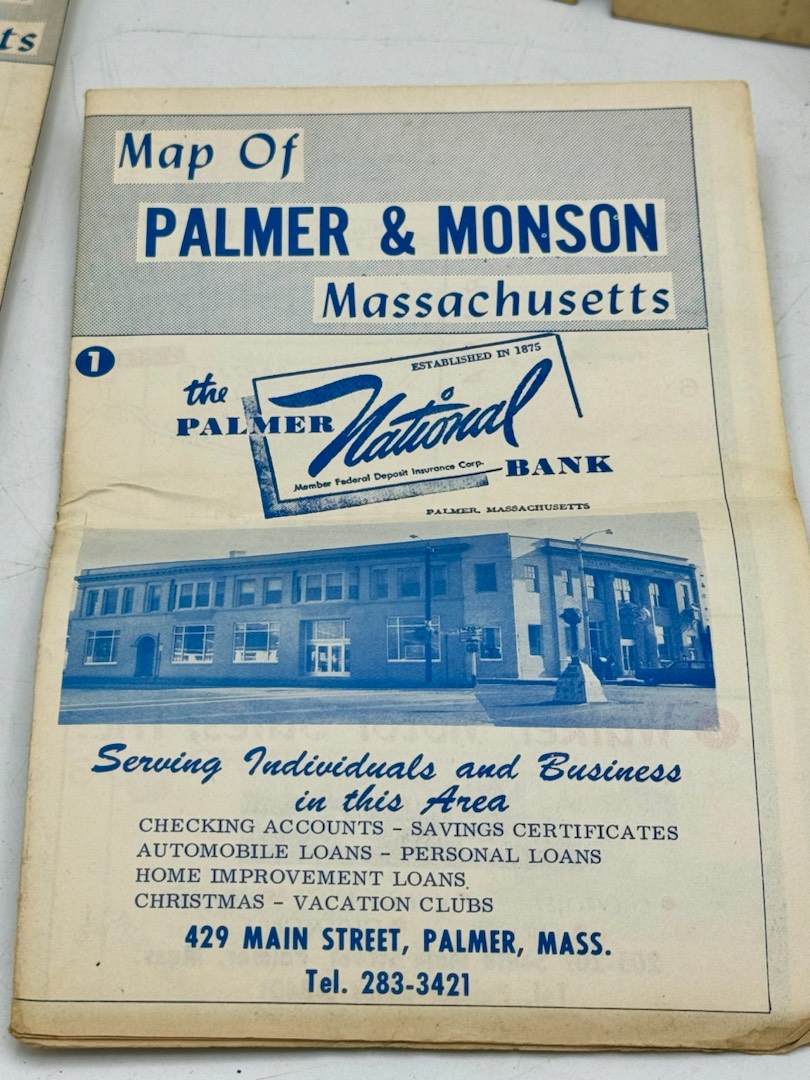 ts
Map Of
PALMER & MONSON
Massachusetts
1
ESTABLISHED IN 1875
the
PALMER National BANK
Member Federal Deposit Insurance Corp.
PALMER, MASSACHUSETTS
Serving Individuals and Business
in this Area
CHECKING ACCOUNTS - SAVINGS CERTIFICATES
AUTOMOBILE LOANS - PERSONAL LOANS
HOME IMPROVEMENT LOANS
CHRISTMAS - VACATION CLUBS
429 MAIN STREET, PALMER, MASS.
Tel. 283-3421